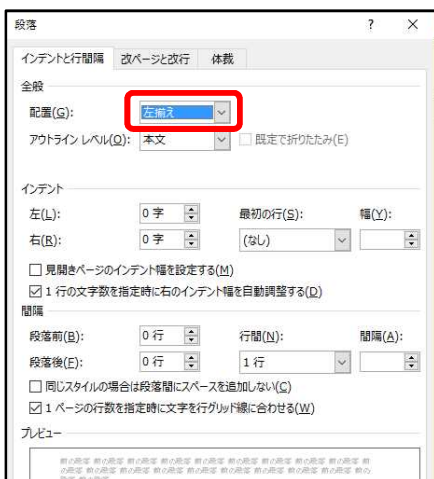 段落 ? ×
インデントと行間隔 改ページと改行 体裁
全般
配置(G): 左揃え
アウトライン レベル(O): 本文 既定で折りたたみ(E)
インデント
左(L): 0 字 最初の行(S): 幅(Y):
右(R): 0 字 (なし)
見開きページのインデント幅を設定する(M)
1 行の文字数を指定時に右のインデント幅を自動調整する(D)
間隔
段落前(B): 0 行 行間(N): 間隔(A):
段落後(F): 0 行 1 行
同じスタイルの場合は段落間にスペースを追加しない(C)
1 ページの行数を指定時に文字を行グリッド線に合わせる(W)
プレビュー